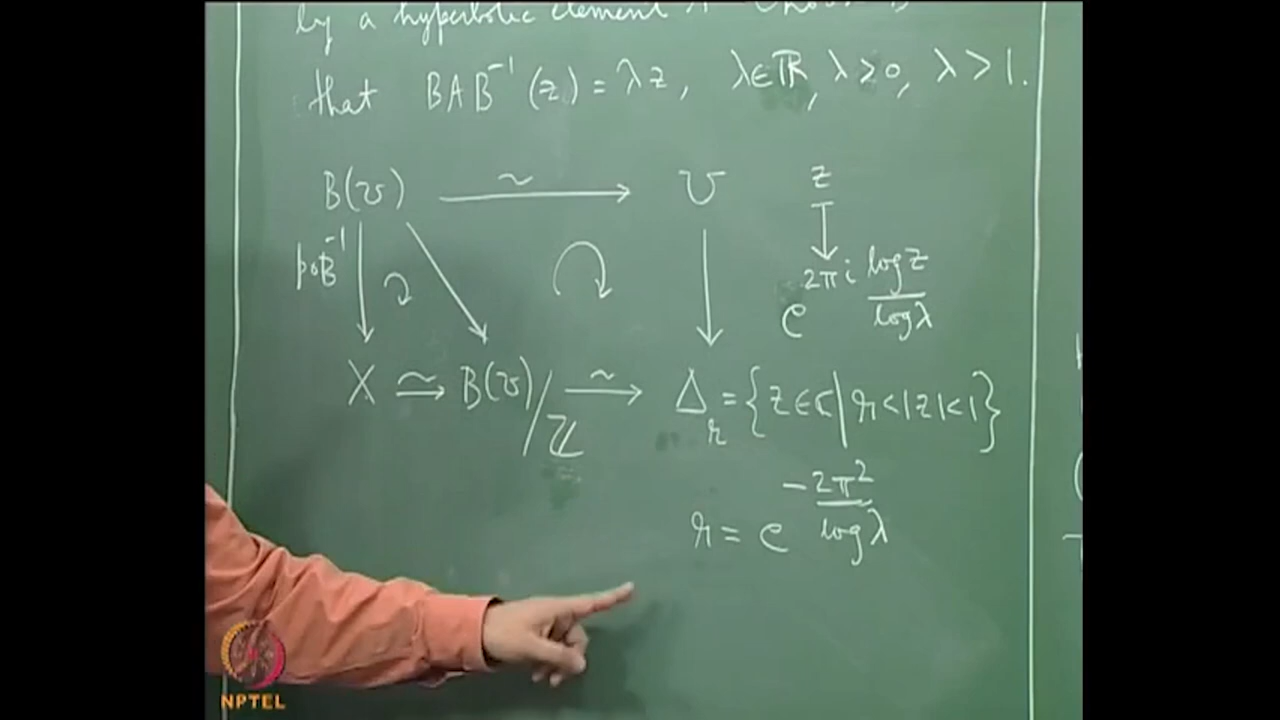 by a hyperbolic element
that BAB⁻¹(z) = λz, λ∈ℝ, λ>0, λ>1.
B(U) ~ U z
p∘B⁻¹ e^{2πi log z / log λ}
X ≃ B(U)/ℤ ~ Δ_r = {z∈ℂ | r<|z|<1}
r = e^{-2π² / log λ}
NPTEL